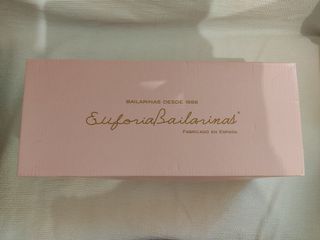 BAILARINAS DESDE 1986
EuforiaBailarinas®
FABRICADO EN ESPAÑA